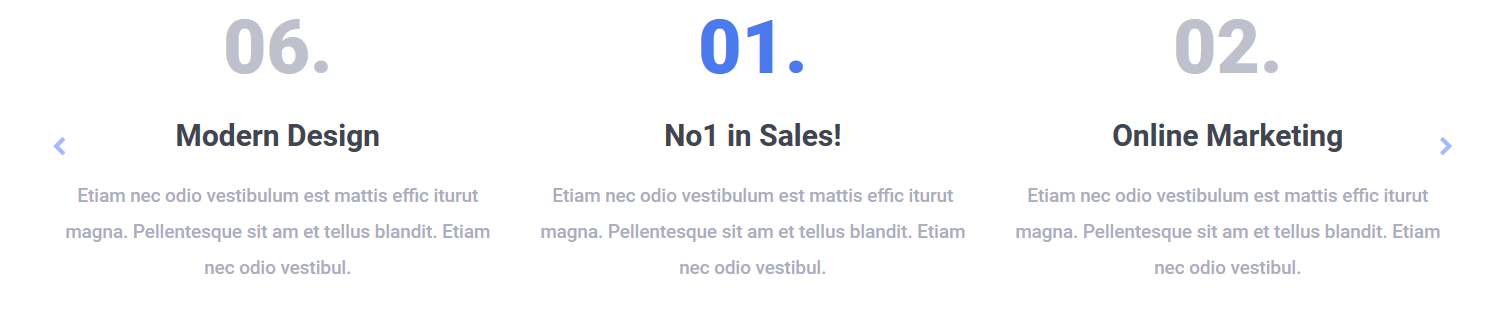 06.
Modern Design
Etiam nec odio vestibulum est mattis effic iturut
magna. Pellentesque sit am et tellus blandit. Etiam
nec odio vestibul.
01.
No1 in Sales!
Etiam nec odio vestibulum est mattis effic iturut
magna. Pellentesque sit am et tellus blandit. Etiam
nec odio vestibul.
02.
Online Marketing
Etiam nec odio vestibulum est mattis effic iturut
magna. Pellentesque sit am et tellus blandit. Etiam
nec odio vestibul.